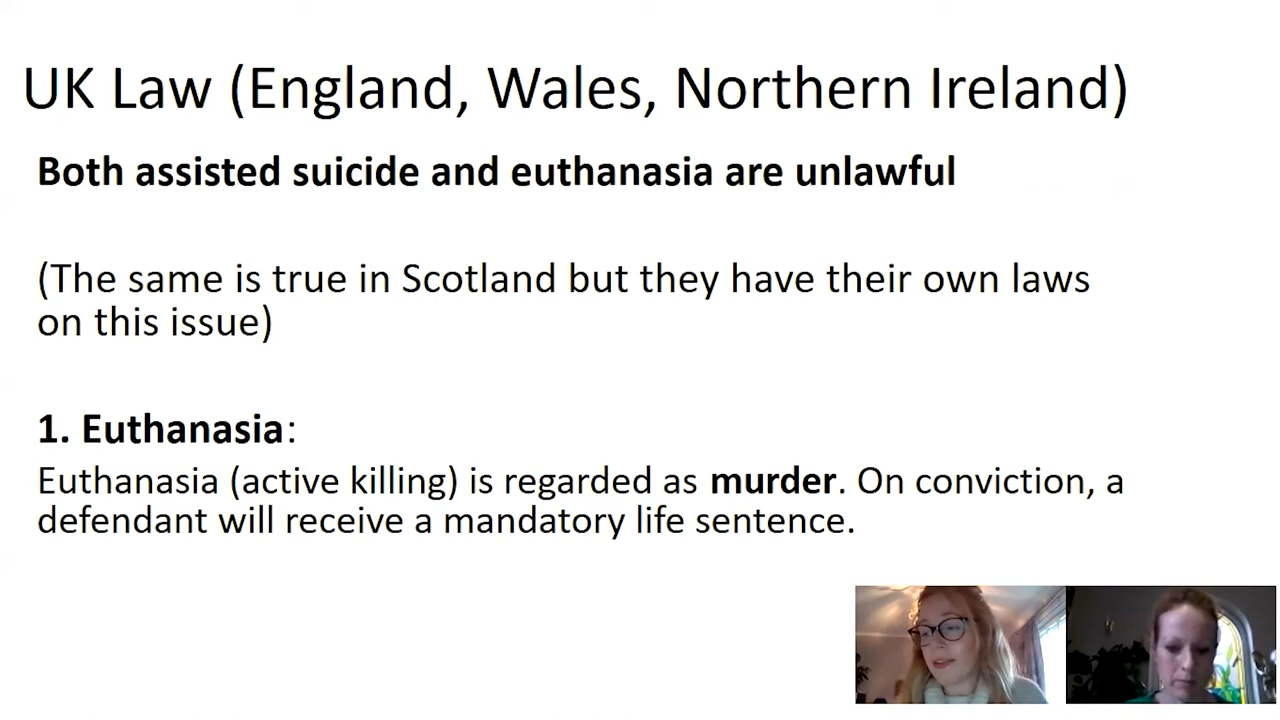 UK Law (England, Wales, Northern Ireland)
Both assisted suicide and euthanasia are unlawful
(The same is true in Scotland but they have their own laws
on this issue)
1. Euthanasia:
Euthanasia (active killing) is regarded as murder. On conviction, a
defendant will receive a mandatory life sentence.